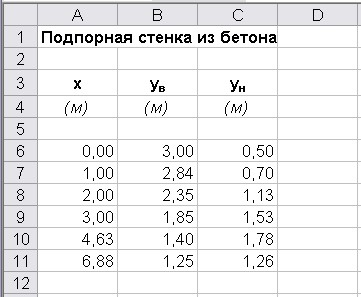 A B C D
1 Подпорная стенка из бетона
2
3 x yв yн
4 (м) (м) (м)
5
6 0,00 3,00 0,50
7 1,00 2,84 0,70
8 2,00 2,35 1,13
9 3,00 1,85 1,53
10 4,63 1,40 1,78
11 6,88 1,25 1,26
12